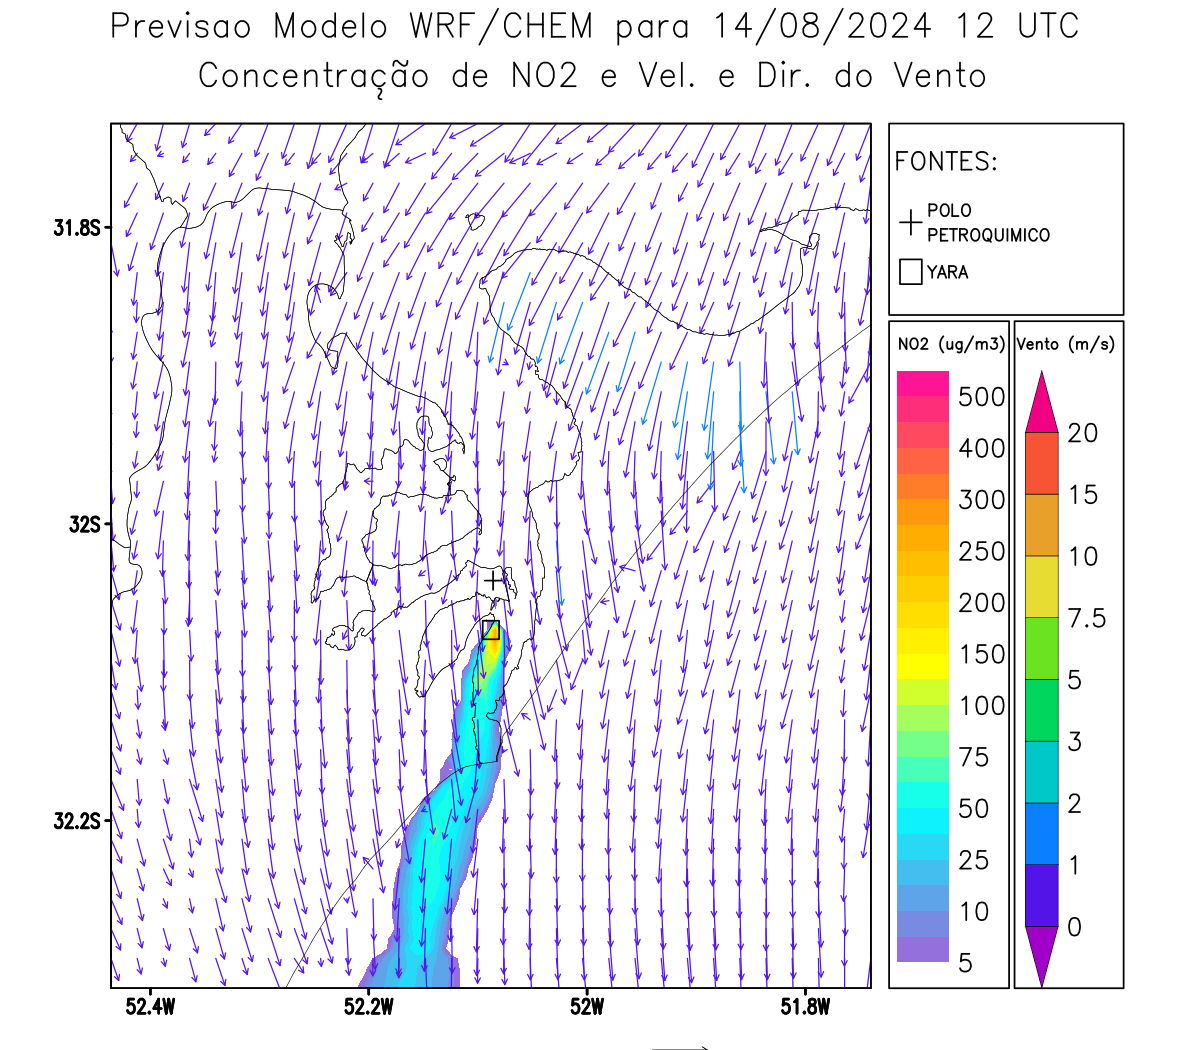 Previsao Modelo WRF/CHEM para 14/08/2024 12 UTC
Concentração de NO2 e Vel. e Dir. do Vento
FONTES:
POLO
PETROQUIMICO
YARA
NO2 (ug/m3)
500
400
300
250
200
150
100
75
50
25
10
5
Vento (m/s)
20
15
10
7.5
5
3
2
1
0
31.8S
32S
32.2S
52.4W
52.2W
52W
51.8W